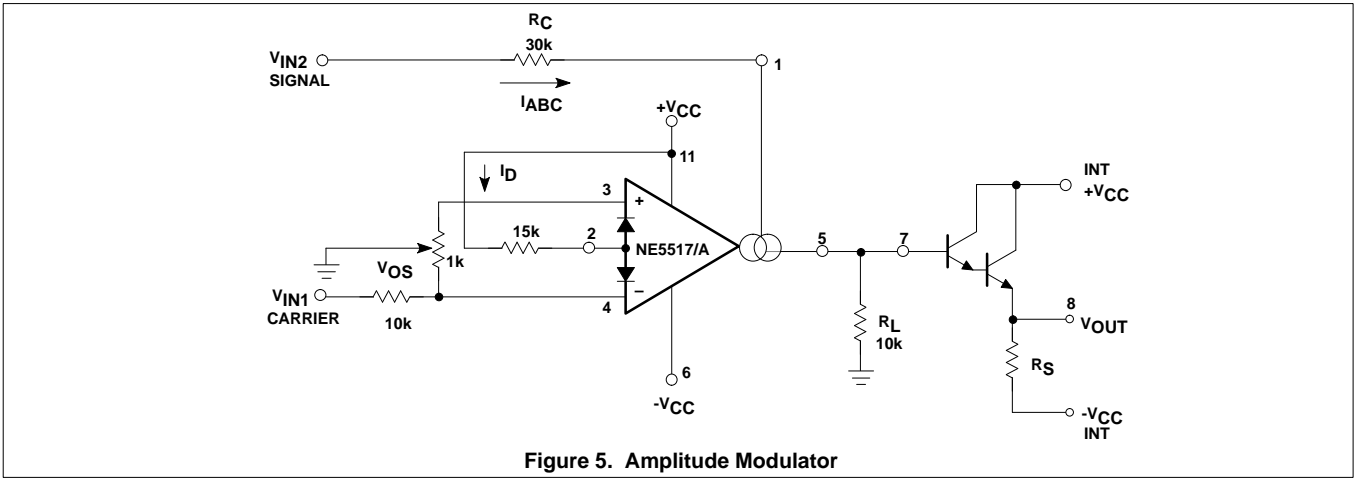 RC
30k
VIN2
SIGNAL
1
IABC
+VCC
11
ID
INT
+VCC
3
+
15k
2
NE5517/A
5
7
VOS
1k
VIN1
CARRIER
10k
−
4
RL
10k
8
VOUT
RS
6
-VCC
-VCC
INT
Figure 5. Amplitude Modulator